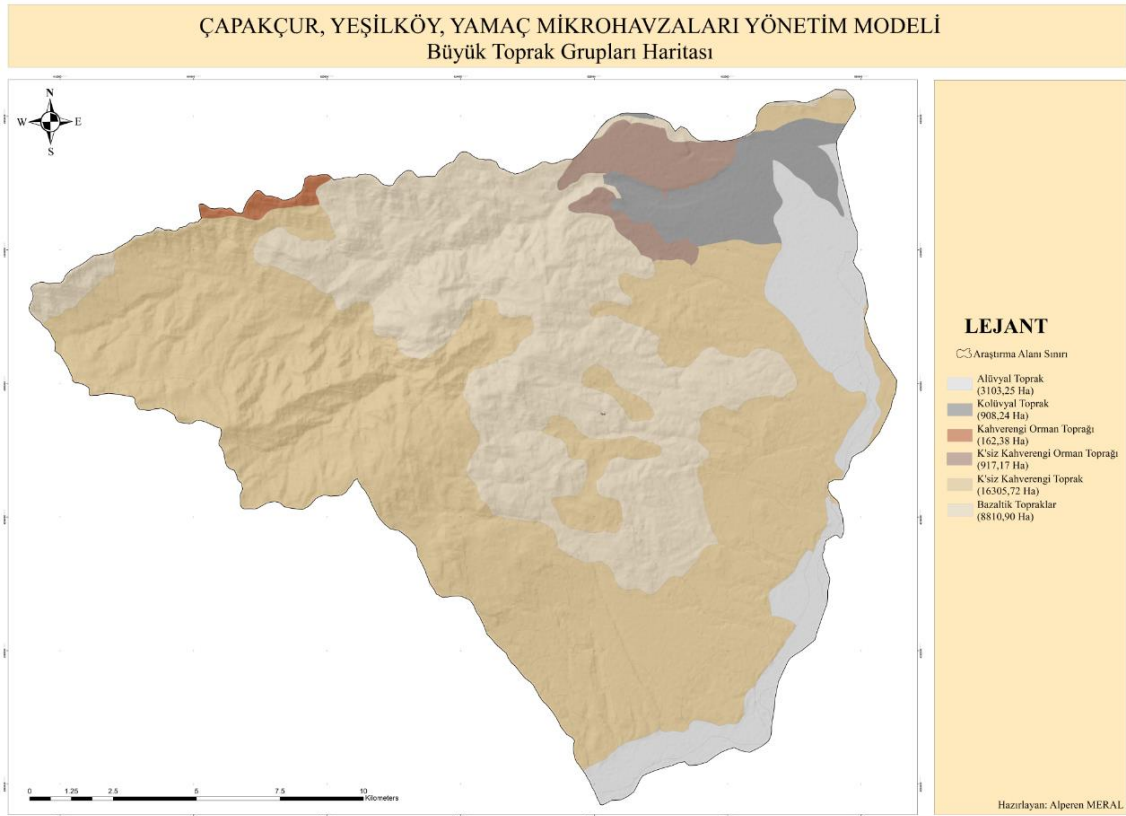 ÇAPAKÇUR, YEŞİLKÖY, YAMAÇ MİKROHAVZALARI YÖNETİM MODELİ
Büyük Toprak Grupları Haritası
N
W E
S
LEJANT
Araştırma Alanı Sınırı
Alüvyal Toprak
(3103,25 Ha)
Kolüvyal Toprak
(908,24 Ha)
Kahverengi Orman Toprağı
(162,38 Ha)
K'siz Kahverengi Orman Toprağı
(917,17 Ha)
K'siz Kahverengi Toprak
(16305,72 Ha)
Bazaltik Topraklar
(8810,90 Ha)
0 1.25 2.5 5 7.5 10
Kilometers
Hazırlayan: Alperen MERAL